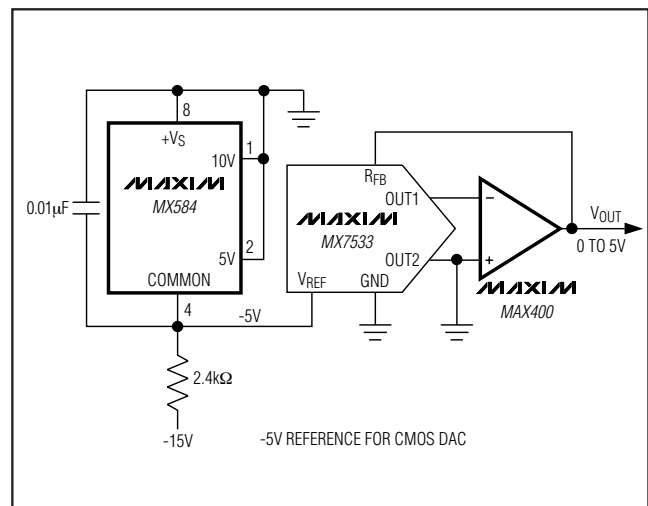 8
+VS
1
10V
MAXIM
MX584
0.01µF
2
5V
COMMON
4
-5V
2.4kΩ
-15V
RFB
OUT1
MAXIM
MX7533
OUT2
VREF
GND
−
+
VOUT
0 TO 5V
MAXIM
MAX400
-5V REFERENCE FOR CMOS DAC